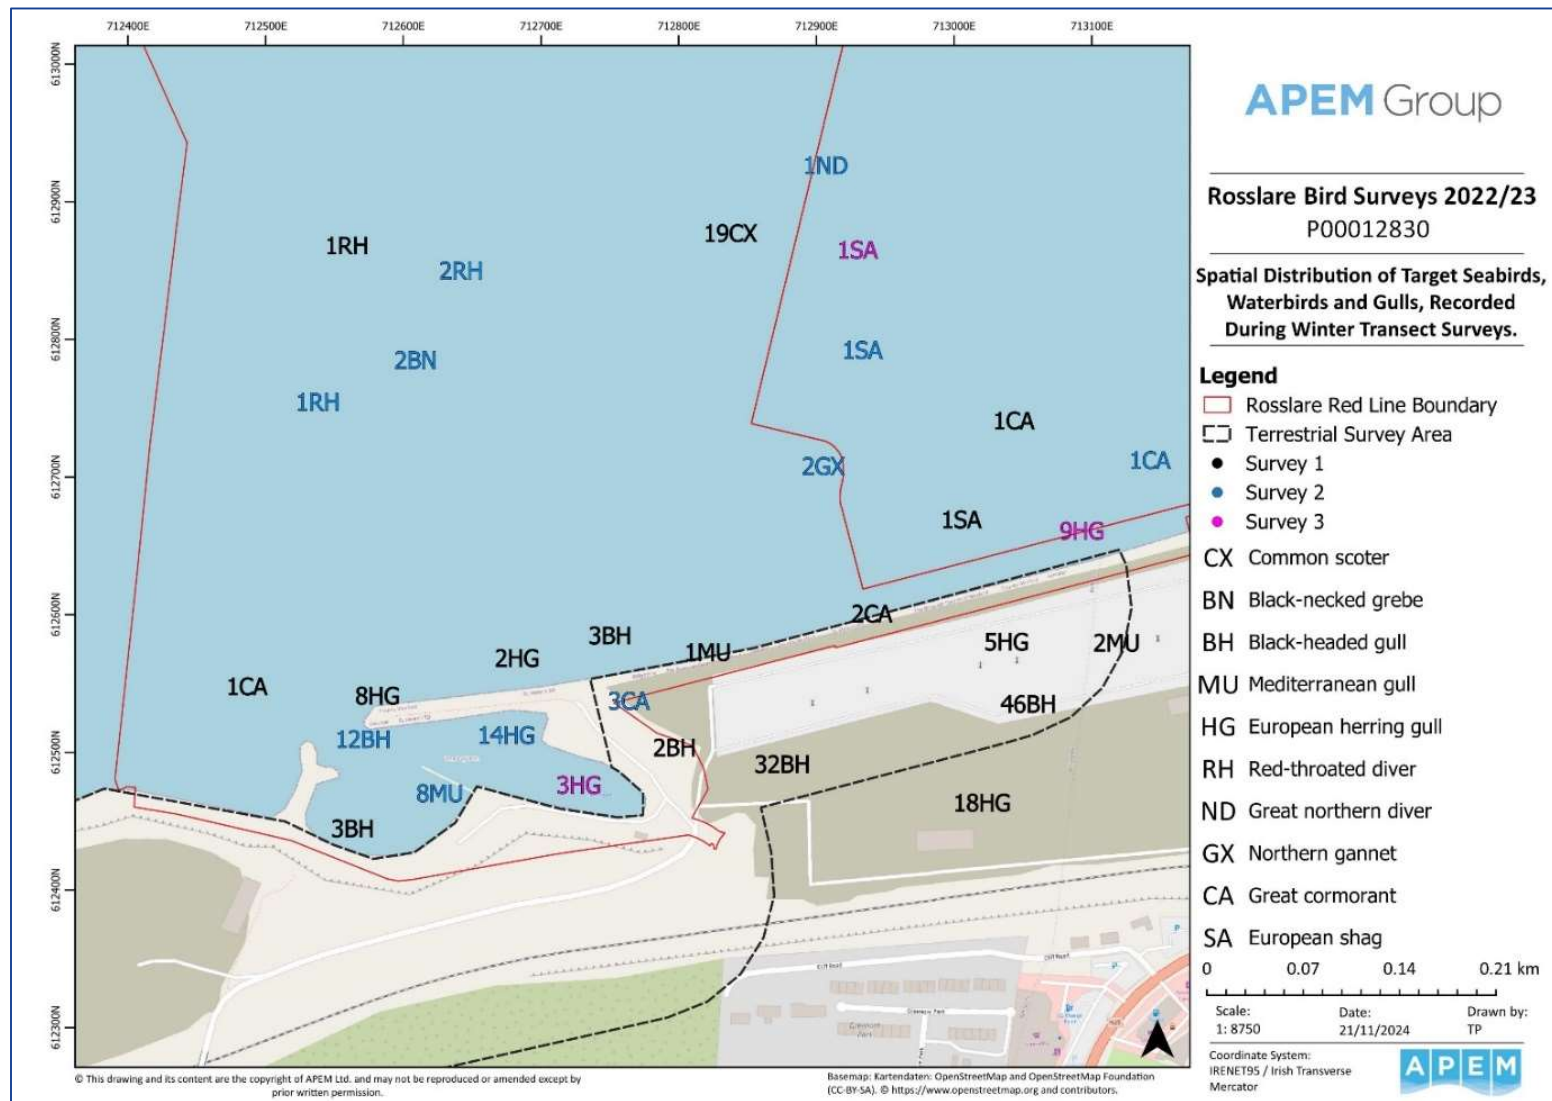 712400E 712500E 712600E 712700E 712800E 712900E 713000E 713100E
613000N
612900N
612800N
612700N
612600N
612500N
612400N
612300N
1ND
19CX
1RH
1SA
2RH
1SA
2BN
1RH
1CA
2GX
1CA
1SA
9HG
2CA
3BH
5HG
2MU
1MU
2HG
1CA
8HG
3CA
46BH
12BH
14HG
2BH
32BH
3HG
8MU
18HG
3BH
Cliff Road
Cliff Road
APEM Group
Rosslare Bird Surveys 2022/23
P00012830
Spatial Distribution of Target Seabirds,
Waterbirds and Gulls, Recorded
During Winter Transect Surveys.
Legend
Rosslare Red Line Boundary
Terrestrial Survey Area
Survey 1
Survey 2
Survey 3
CX Common scoter
BN Black-necked grebe
BH Black-headed gull
MU Mediterranean gull
HG European herring gull
RH Red-throated diver
ND Great northern diver
GX Northern gannet
CA Great cormorant
SA European shag
0 0.07 0.14 0.21 km
Scale: Date: Drawn by:
1: 8750 21/11/2024 TP
Coordinate System:
IRENET95 / Irish Transverse
Mercator
APEM
© This drawing and its content are the copyright of APEM Ltd. and may not be reproduced or amended except by
prior written permission.
Basemap: Kartendaten: OpenStreetMap and OpenStreetMap Foundation
(CC-BY-SA). © https://www.openstreetmap.org and contributors.